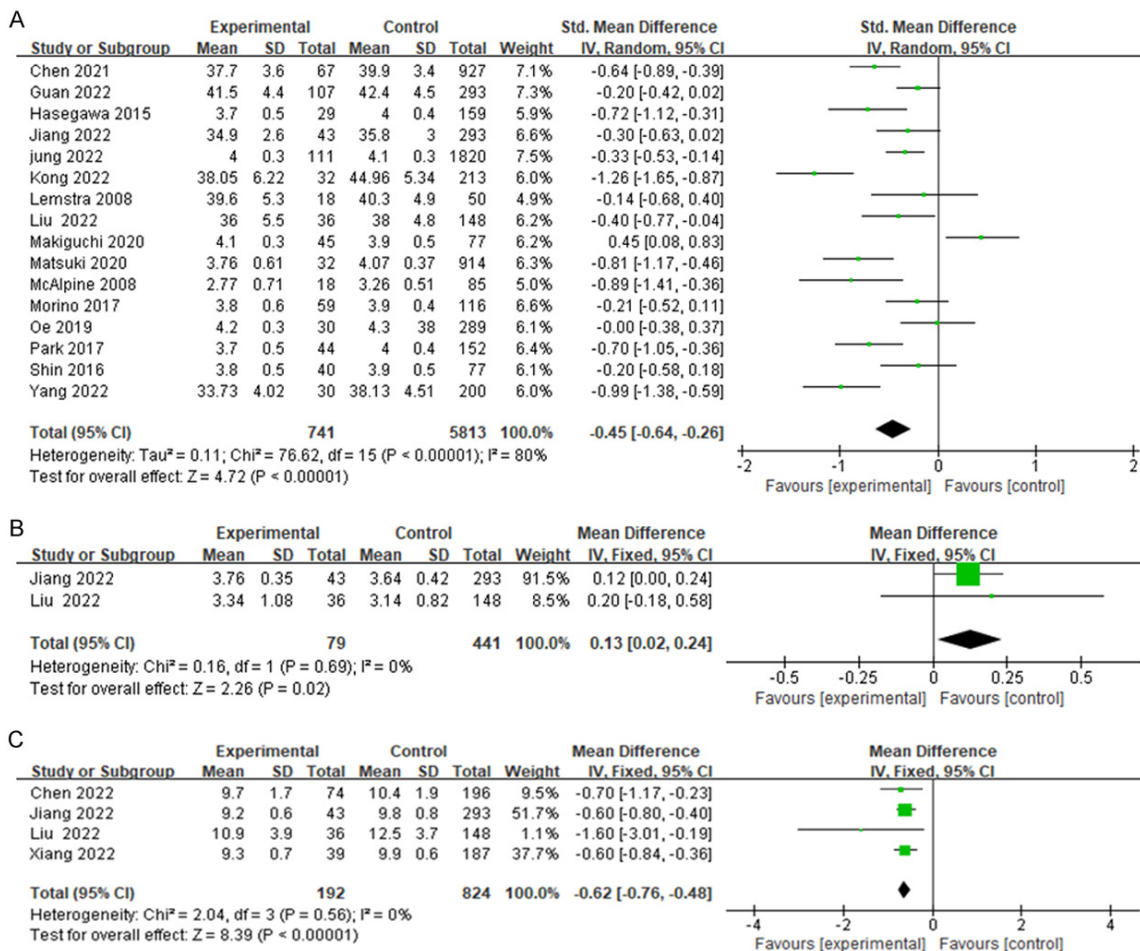 A
Experimental Control Std. Mean Difference Std. Mean Difference
Study or Subgroup Mean SD Total Mean SD Total Weight IV, Random, 95% CI IV, Random, 95% CI
Chen 2021 37.7 3.6 67 39.9 3.4 927 7.1% -0.64 [-0.89, -0.39]
Guan 2022 41.5 4.4 107 42.4 4.5 293 7.3% -0.20 [-0.42, 0.02]
Hasegawa 2015 3.7 0.5 29 4 0.4 159 5.9% -0.72 [-1.12, -0.31]
Jiang 2022 34.9 2.6 43 35.8 3 293 6.6% -0.30 [-0.63, 0.02]
jung 2022 4 0.3 111 4.1 0.3 1820 7.5% -0.33 [-0.53, -0.14]
Kong 2022 38.05 6.22 32 44.96 5.34 213 6.0% -1.26 [-1.65, -0.87]
Lemstra 2008 39.6 5.3 18 40.3 4.9 50 4.9% -0.14 [-0.68, 0.40]
Liu 2022 36 5.5 36 38 4.8 148 6.3% -0.40 [-0.77, -0.04]
Makiguchi 2020 4.1 0.3 45 3.9 0.5 77 6.2% 0.45 [0.08, 0.83]
Matsuki 2020 3.76 0.61 32 4.07 0.37 914 6.3% -0.81 [-1.17, -0.46]
McAlpine 2008 2.77 0.71 18 3.26 0.51 85 5.0% -0.89 [-1.41, -0.36]
Morino 2017 3.8 0.6 59 3.9 0.4 116 6.7% -0.21 [-0.52, 0.11]
Oe 2019 4.2 0.3 30 4.3 38 289 6.1% -0.00 [-0.38, 0.37]
Park 2017 3.7 0.5 44 4 0.4 152 6.4% -0.70 [-1.05, -0.36]
Shin 2016 3.8 0.5 40 3.9 0.5 77 6.1% -0.20 [-0.58, 0.18]
Yang 2022 33.73 4.02 30 38.13 4.51 200 6.0% -0.99 [-1.38, -0.59]
Total (95% CI) 741 5813 100.0% -0.45 [-0.64, -0.26]
Heterogeneity: Tau² = 0.11; Chi² = 76.62, df = 15 (P < 0.00001); I² = 80%
Test for overall effect: Z = 4.72 (P < 0.00001)
-2 -1 0 1 2
Favours [experimental] Favours [control]
B
Experimental Control Mean Difference Mean Difference
Study or Subgroup Mean SD Total Mean SD Total Weight IV, Fixed, 95% CI IV, Fixed, 95% CI
Jiang 2022 3.76 0.35 43 3.64 0.42 293 91.5% 0.12 [0.00, 0.24]
Liu 2022 3.34 1.08 36 3.14 0.82 148 8.5% 0.20 [-0.18, 0.58]
Total (95% CI) 79 441 100.0% 0.13 [0.02, 0.24]
Heterogeneity: Chi² = 0.16, df = 1 (P = 0.69); I² = 0%
Test for overall effect: Z = 2.26 (P = 0.02)
-0.5 -0.25 0 0.25 0.5
Favours [experimental] Favours [control]
C
Experimental Control Mean Difference Mean Difference
Study or Subgroup Mean SD Total Mean SD Total Weight IV, Fixed, 95% CI IV, Fixed, 95% CI
Chen 2022 9.7 1.7 74 10.4 1.9 196 9.5% -0.70 [-1.17, -0.23]
Jiang 2022 9.2 0.6 43 9.8 0.8 293 51.7% -0.60 [-0.80, -0.40]
Liu 2022 10.9 3.9 36 12.5 3.7 148 1.1% -1.60 [-3.01, -0.19]
Xiang 2022 9.3 0.7 39 9.9 0.6 187 37.7% -0.60 [-0.84, -0.36]
Total (95% CI) 192 824 100.0% -0.62 [-0.76, -0.48]
Heterogeneity: Chi² = 2.04, df = 3 (P = 0.56); I² = 0%
Test for overall effect: Z = 8.39 (P < 0.00001)
-4 -2 0 2 4
Favours [experimental] Favours [control]